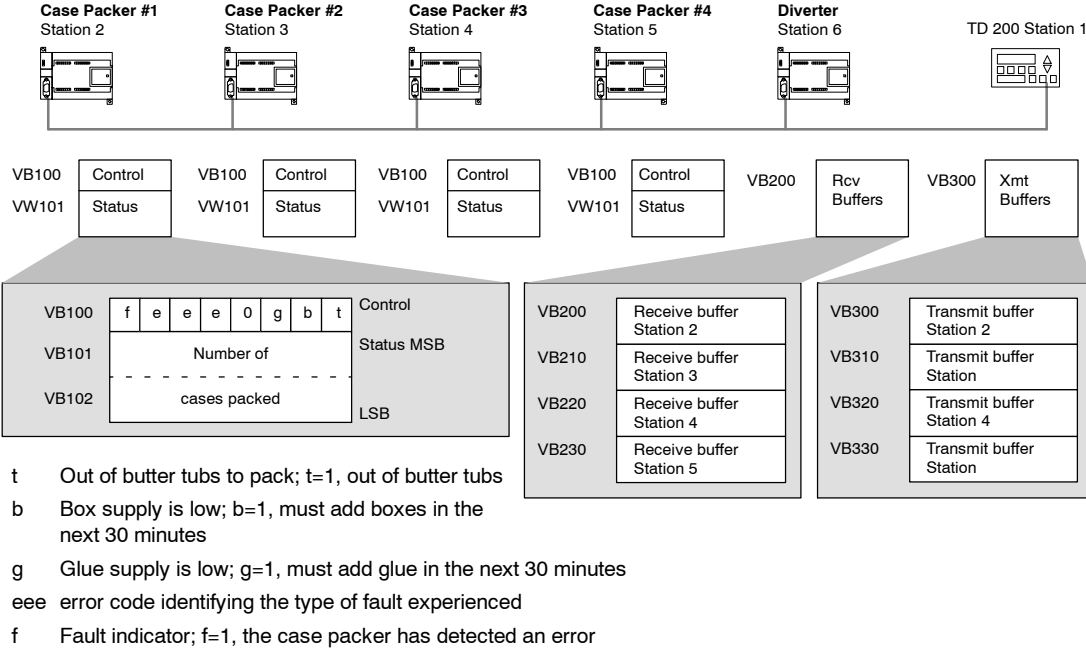 Case Packer #1
Station 2
Case Packer #2
Station 3
Case Packer #3
Station 4
Case Packer #4
Station 5
Diverter
Station 6
TD 200 Station 1
VB100 Control
VW101 Status
VB100 Control
VW101 Status
VB100 Control
VW101 Status
VB100 Control
VW101 Status
VB200 Rcv
Buffers
VB300 Xmt
Buffers
VB100 f e e e 0 g b t Control
VB101 Number of Status MSB
VB102 cases packed LSB
VB200 Receive buffer
Station 2
VB210 Receive buffer
Station 3
VB220 Receive buffer
Station 4
VB230 Receive buffer
Station 5
VB300 Transmit buffer
Station 2
VB310 Transmit buffer
Station
VB320 Transmit buffer
Station 4
VB330 Transmit buffer
Station
t Out of butter tubs to pack; t=1, out of butter tubs
b Box supply is low; b=1, must add boxes in the
next 30 minutes
g Glue supply is low; g=1, must add glue in the next 30 minutes
eee error code identifying the type of fault experienced
f Fault indicator; f=1, the case packer has detected an error